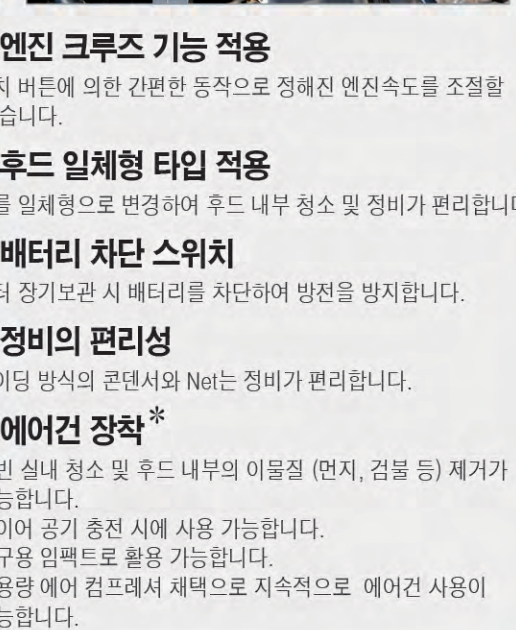 엔진 크루즈 기능 적용
치 버튼에 의한 간편한 동작으로 정해진 엔진속도를 조절할
습니다.
후드 일체형 타입 적용
를 일체형으로 변경하여 후드 내부 청소 및 정비가 편리합니다
배터리 차단 스위치
터 장기보관 시 배터리를 차단하여 방전을 방지합니다.
정비의 편리성
이딩 방식의 콘덴서와 Net는 정비가 편리합니다.
에어건 장착*
빈 실내 청소 및 후드 내부의 이물질 (먼지, 검불 등) 제거가
능합니다.
이어 공기 충전 시에 사용 가능합니다.
구용 임팩트로 활용 가능합니다.
용량 에어 컴프레셔 채택으로 지속적으로 에어건 사용이
능합니다.